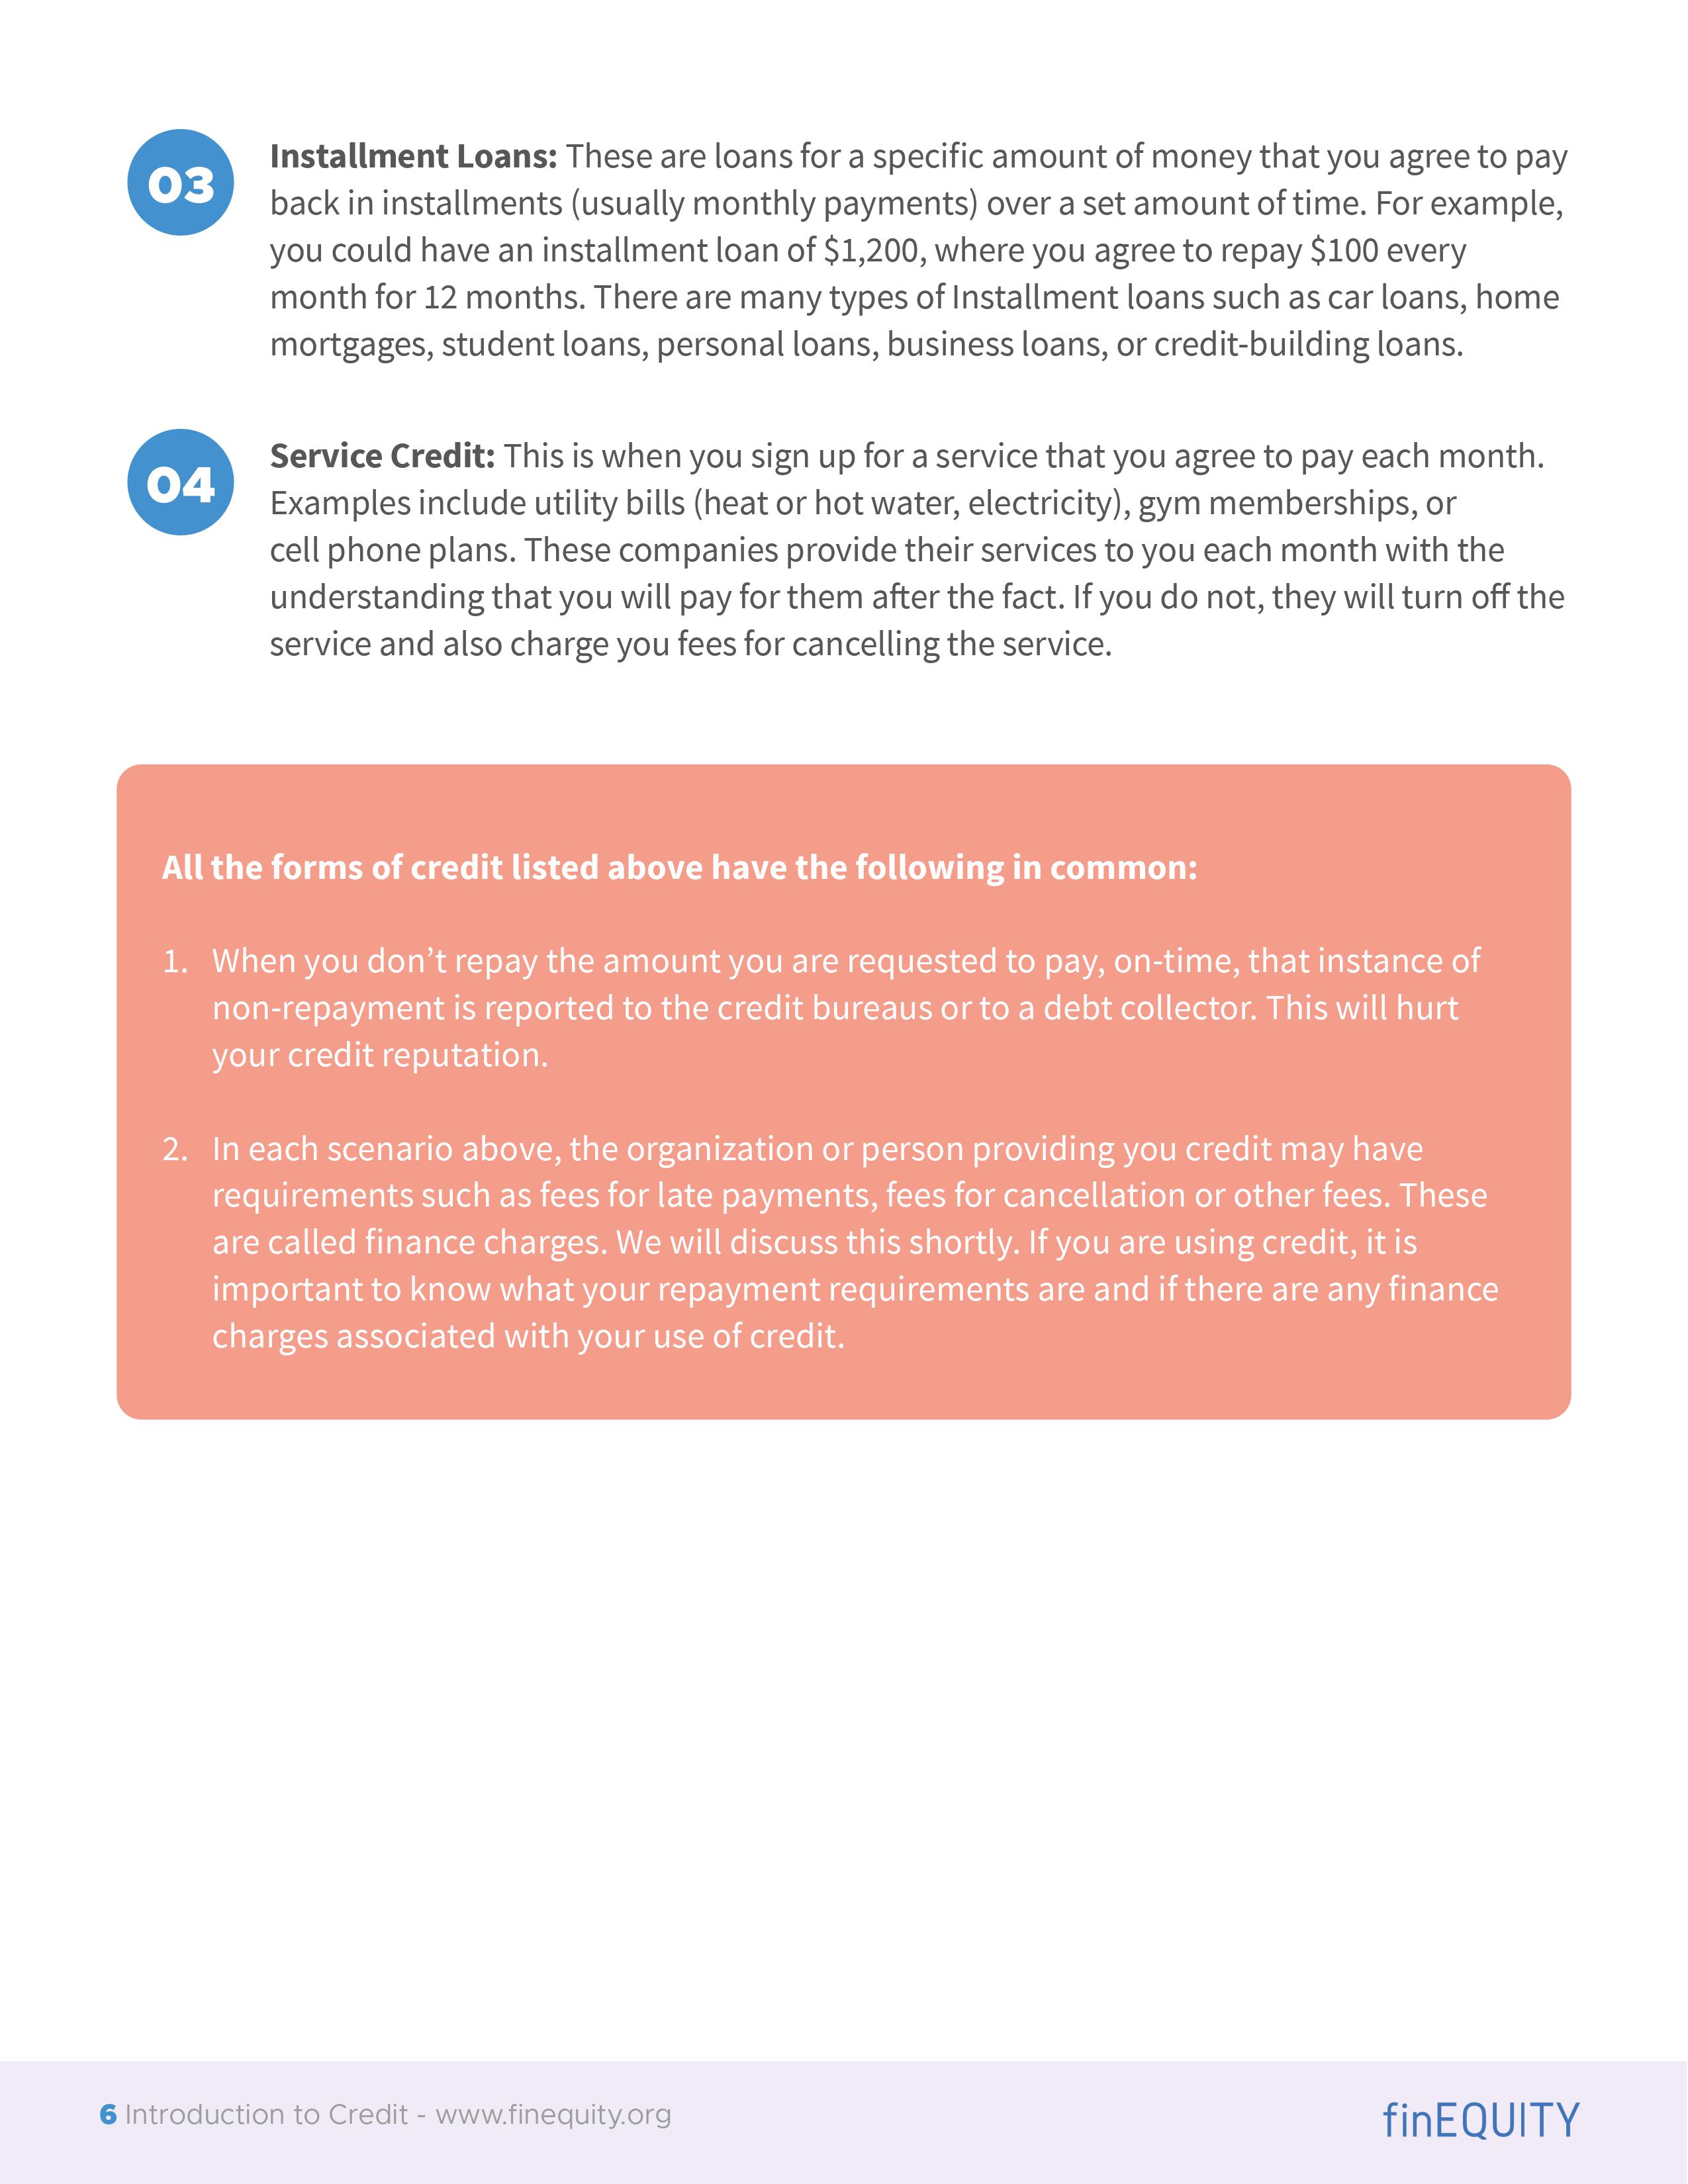 03
Installment Loans: These are loans for a specific amount of money that you agree to pay
back in installments (usually monthly payments) over a set amount of time. For example,
you could have an installment loan of $1,200, where you agree to repay $100 every
month for 12 months. There are many types of Installment loans such as car loans, home
mortgages, student loans, personal loans, business loans, or credit-building loans.
04
Service Credit: This is when you sign up for a service that you agree to pay each month.
Examples include utility bills (heat or hot water, electricity), gym memberships, or
cell phone plans. These companies provide their services to you each month with the
understanding that you will pay for them after the fact. If you do not, they will turn off the
service and also charge you fees for cancelling the service.
All the forms of credit listed above have the following in common:
1. When you don’t repay the amount you are requested to pay, on-time, that instance of
non-repayment is reported to the credit bureaus or to a debt collector. This will hurt
your credit reputation.
2. In each scenario above, the organization or person providing you credit may have
requirements such as fees for late payments, fees for cancellation or other fees. These
are called finance charges. We will discuss this shortly. If you are using credit, it is
important to know what your repayment requirements are and if there are any finance
charges associated with your use of credit.
6 Introduction to Credit - www.finequity.org
finEQUITY